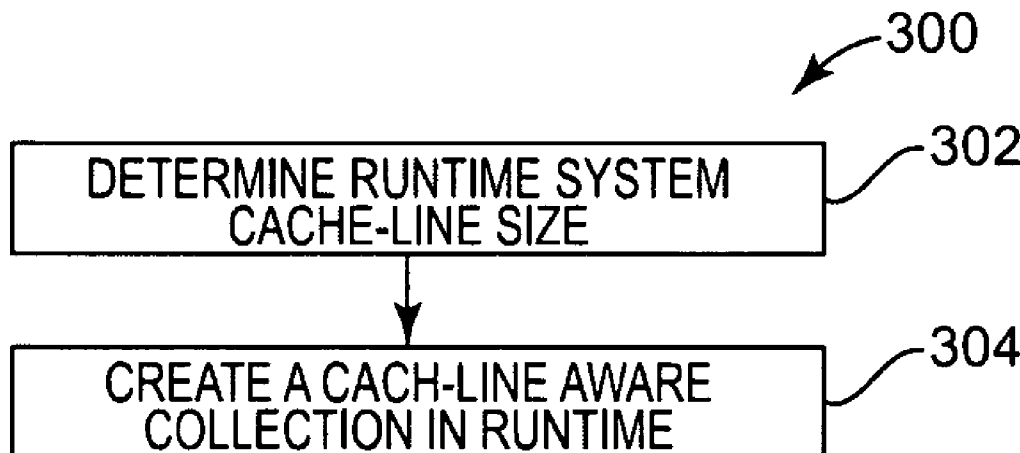 300
DETERMINE RUNTIME SYSTEM
CACHE-LINE SIZE
302
CREATE A CACH-LINE AWARE
COLLECTION IN RUNTIME
304